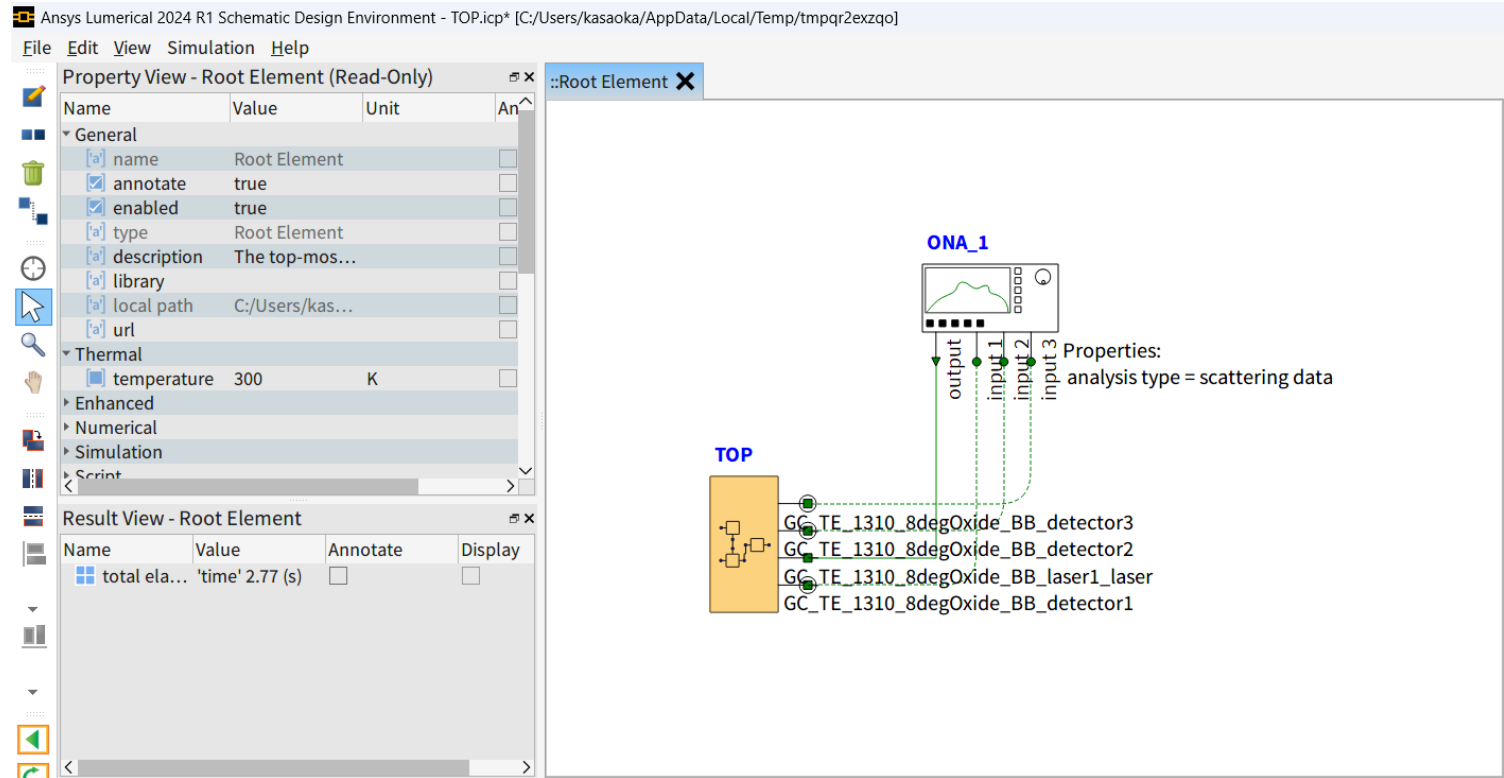 Ansys Lumerical 2024 R1 Schematic Design Environment - TOP.icp* [C:/Users/kasaoka/AppData/Local/Temp/tmpqr2exzqo]
File Edit View Simulation Help
Property View - Root Element (Read-Only)
Name Value Unit An
General
['a'] name Root Element
annotate true
enabled true
['a'] type Root Element
['a'] description The top-mos...
['a'] library
['a'] local path C:/Users/kas...
['a'] url
Thermal
temperature 300 K
Enhanced
Numerical
Simulation
Script
Result View - Root Element
Name Value Annotate Display
total ela... 'time' 2.77 (s)
::Root Element
ONA_1
output
input 1
input 2
input 3
Properties:
analysis type = scattering data
TOP
GC_TE_1310_8degOxide_BB_detector3
GC_TE_1310_8degOxide_BB_detector2
GC_TE_1310_8degOxide_BB_laser1_laser
GC_TE_1310_8degOxide_BB_detector1